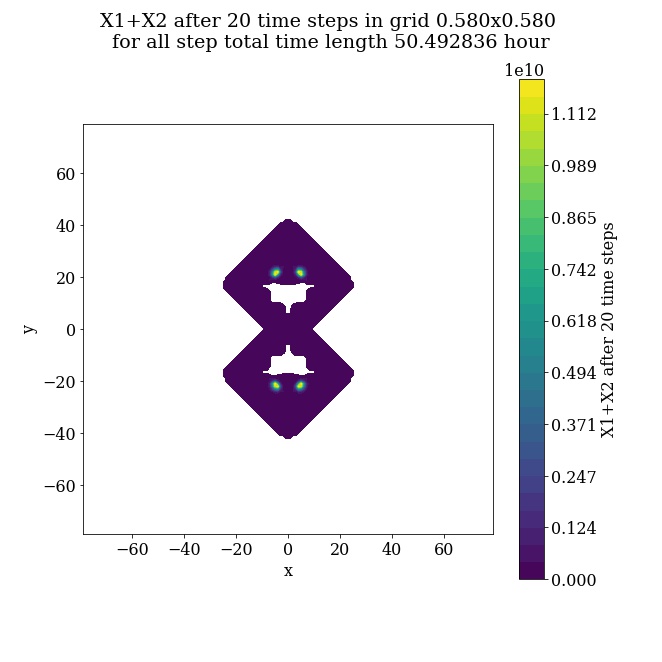 X1+X2 after 20 time steps in grid 0.580x0.580
for all step total time length 50.492836 hour
1e10
1.112
0.989
0.865
0.742
0.618
0.494
0.371
0.247
0.124
0.000
X1+X2 after 20 time steps
60
40
20
0
−20
−40
−60
y
−60 −40 −20 0 20 40 60
x